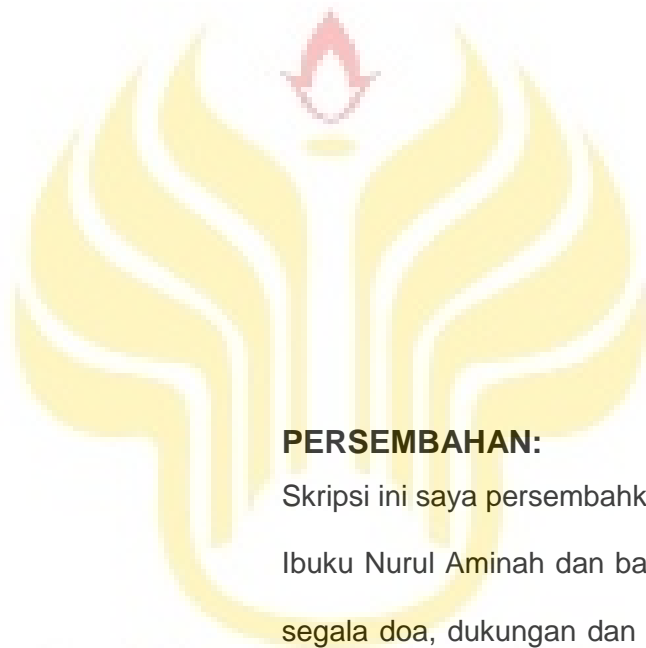 PERSEMBAHAN:
Skripsi ini saya persembahk
Ibuku Nurul Aminah dan ba
segala doa, dukungan dan